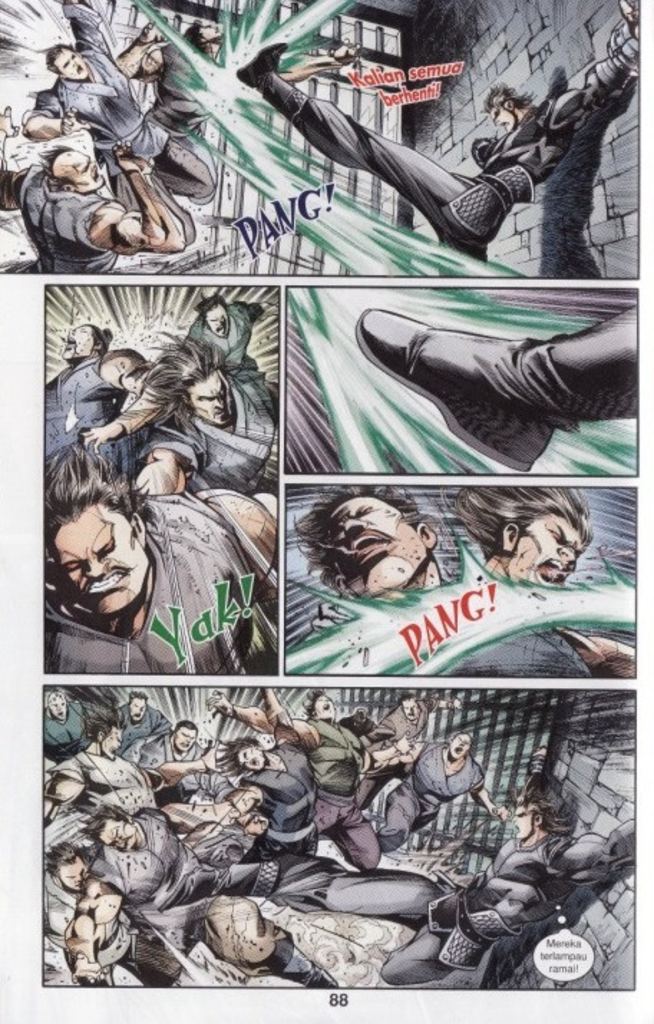 Kalian semua
berhenti!
PANG!
Yak!
PANG!
Mereka
terlampau
ramai!
88